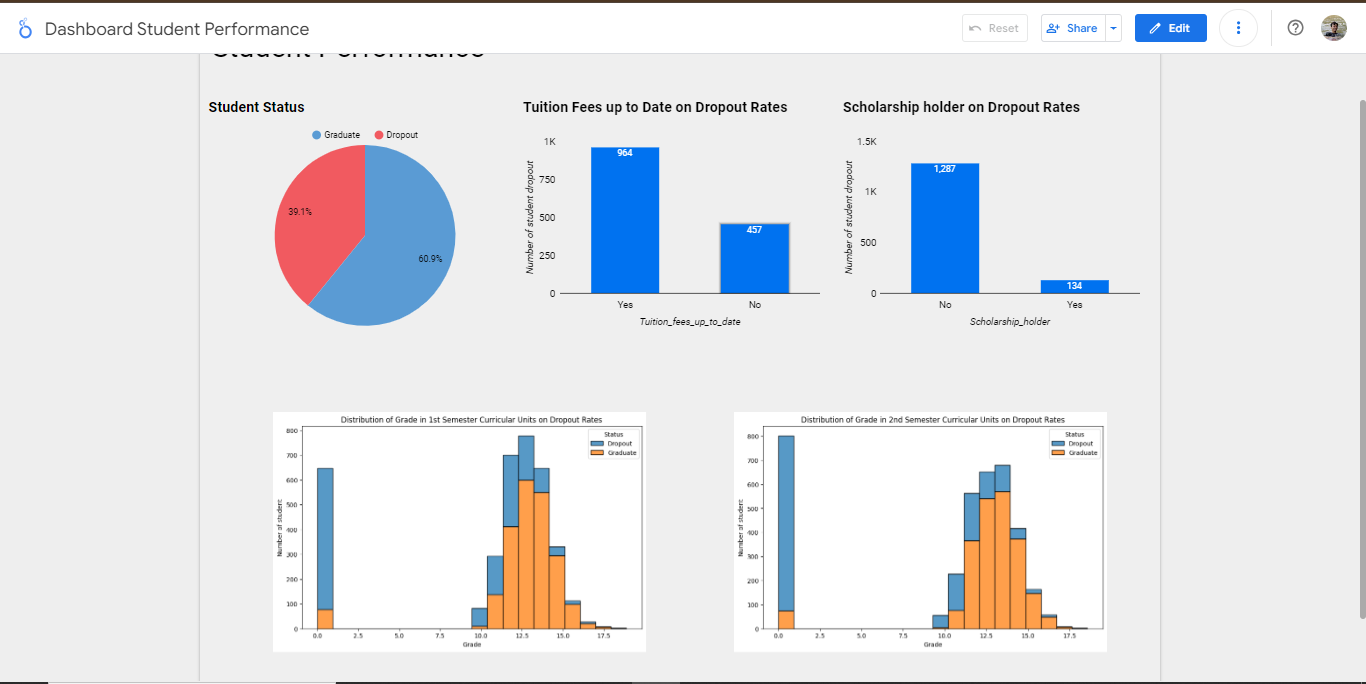 Dashboard Student Performance
Reset
Share
Edit
Student Performance
Student Status
Graduate Dropout
39.1%
60.9%
Tuition Fees up to Date on Dropout Rates
Number of student dropout
1K
750
500
250
0
964
457
Yes No
Tuition_fees_up_to_date
Scholarship holder on Dropout Rates
Number of student dropout
1.5K
1K
500
0
1,287
134
No Yes
Scholarship_holder
Distribution of Grade in 1st Semester Curricular Units on Dropout Rates
Status
Dropout
Graduate
Number of student
800
700
600
500
400
300
200
100
0
0.0 2.5 5.0 7.5 10.0 12.5 15.0 17.5
Grade
Distribution of Grade in 2nd Semester Curricular Units on Dropout Rates
Status
Dropout
Graduate
Number of student
800
700
600
500
400
300
200
100
0
0.0 2.5 5.0 7.5 10.0 12.5 15.0 17.5
Grade